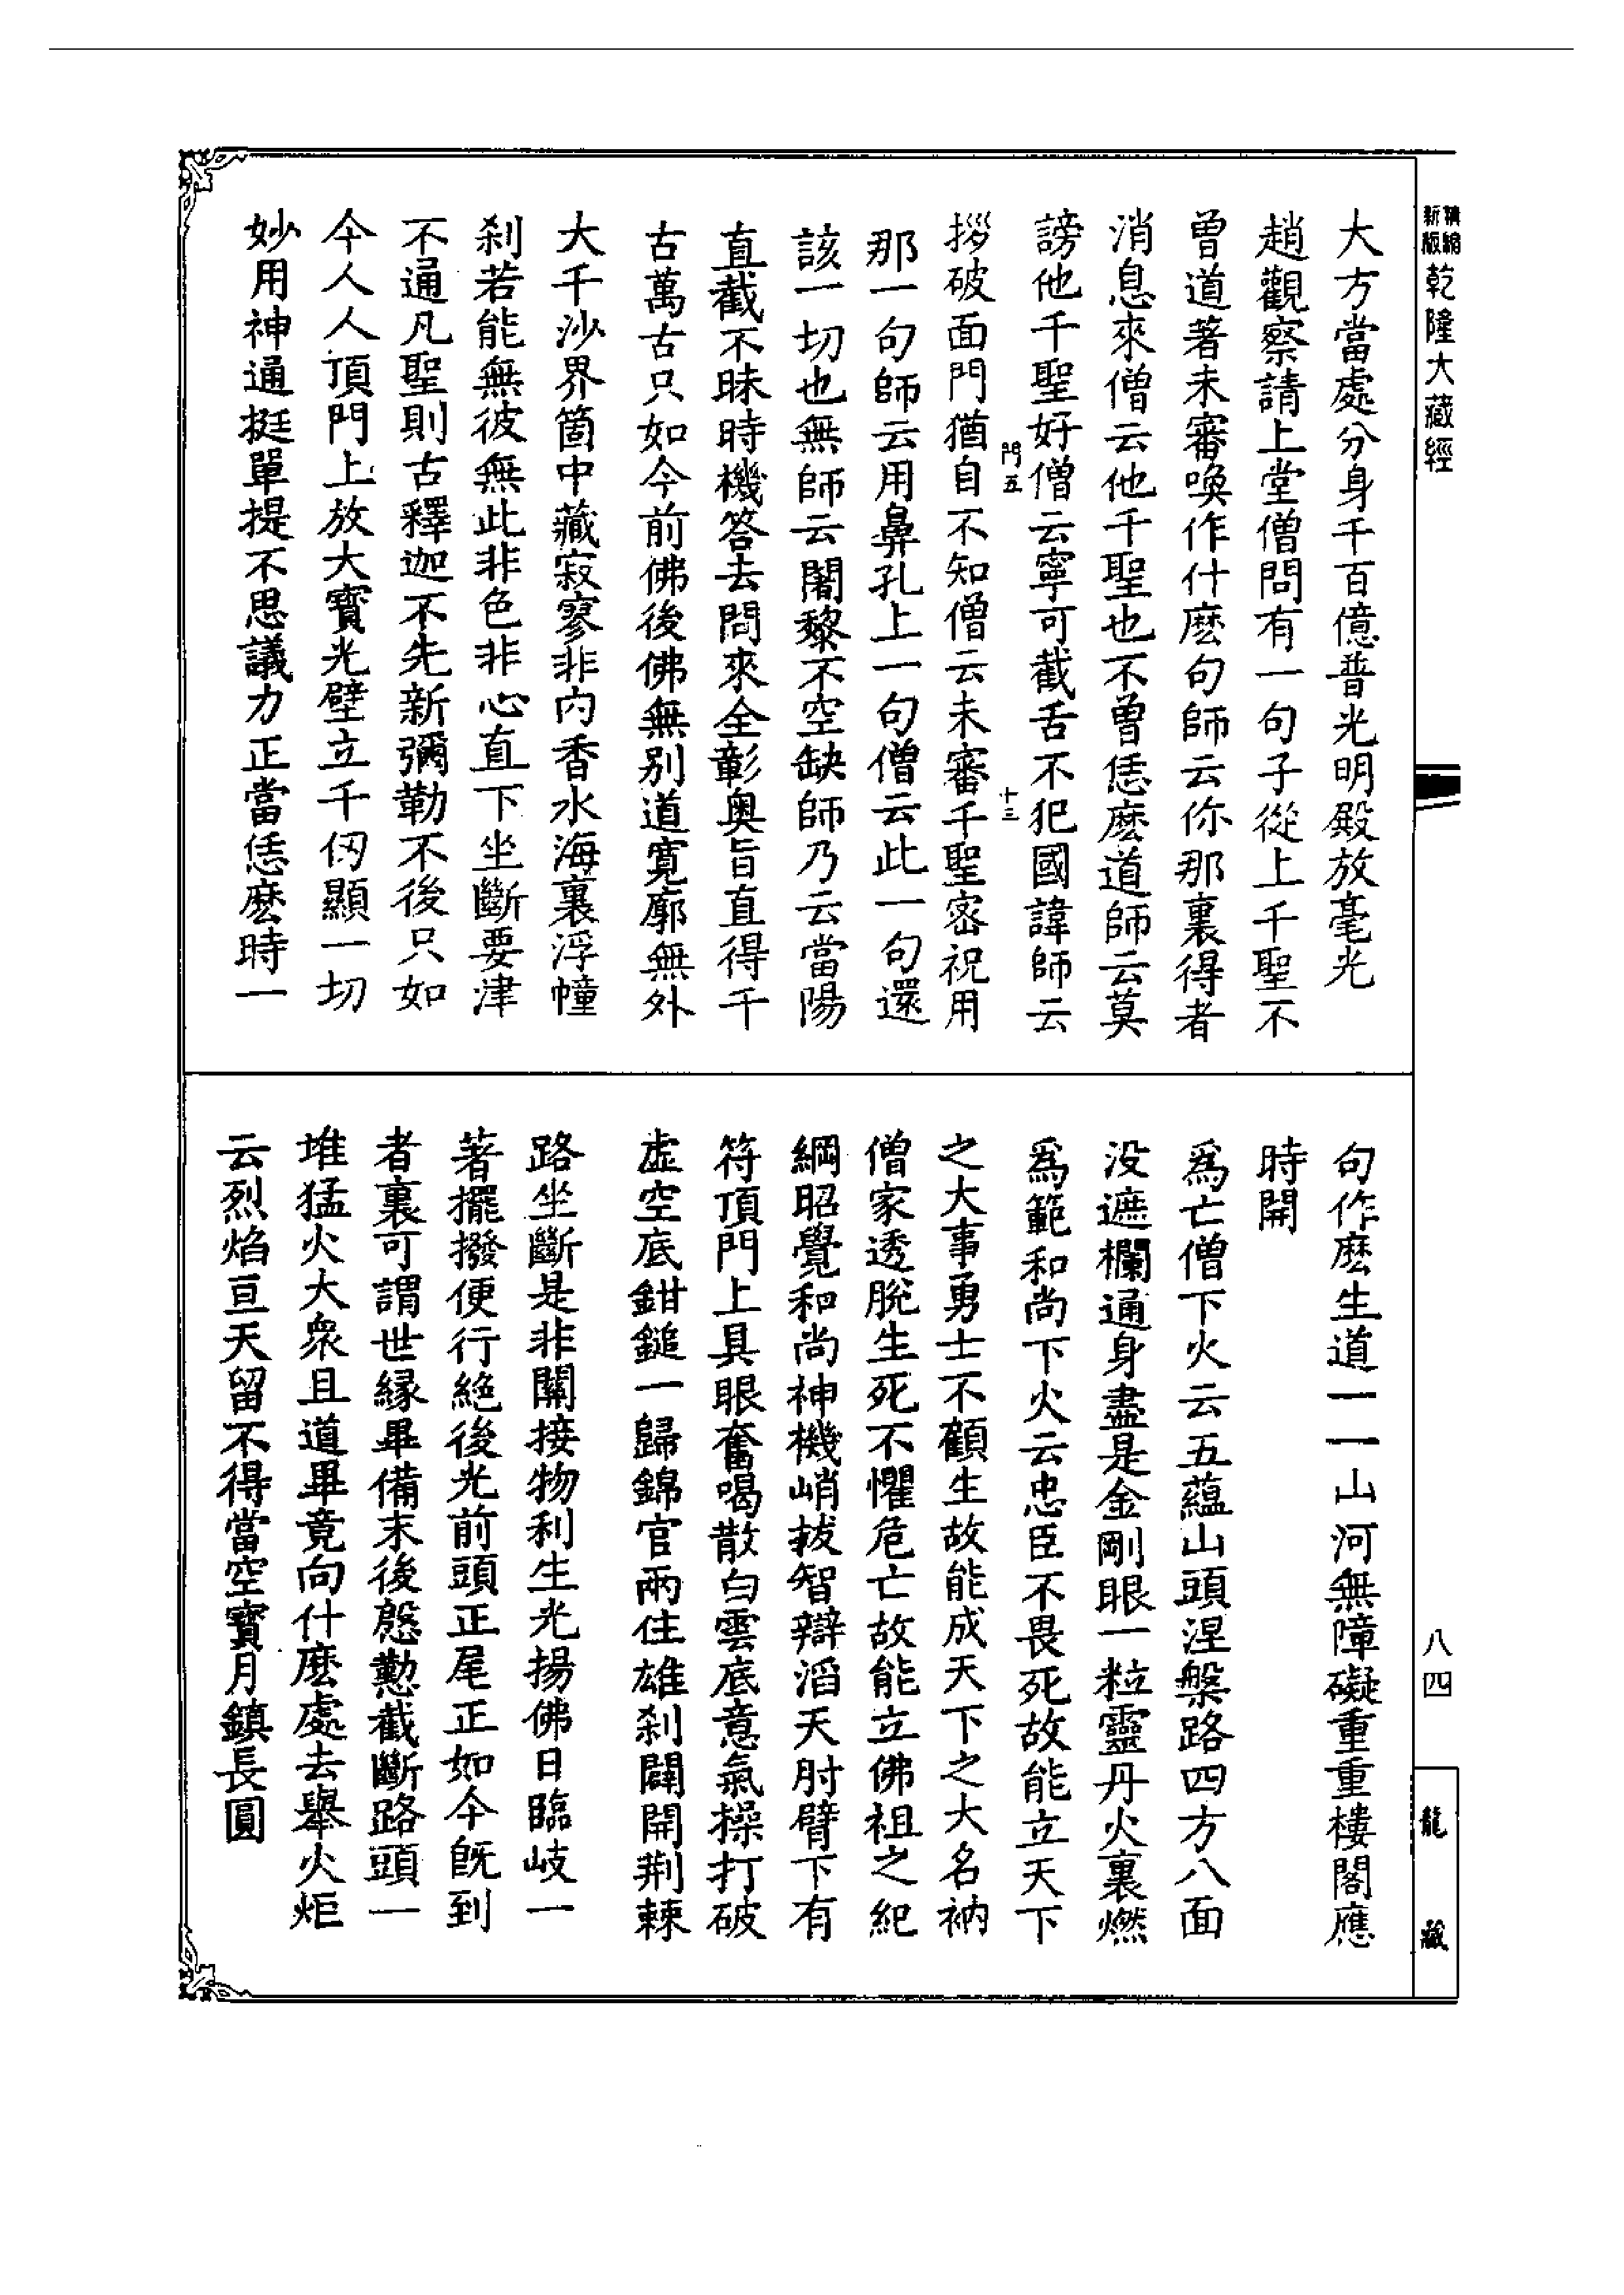 精編
新版
乾隆大藏經
大方當處分身千百億普光明殿放毫光
趙觀察請上堂僧問有一句子從上千聖不
曾道著未審喚作什麽句師云你那裏得者
消息來僧云他千聖也不曾恁麽道師云莫
謗他千聖好僧云寧可截舌不犯國諱師云
門五
十三
拶破面門猶自不知僧云未審千聖密祝用
那一句師云用鼻孔上一句僧云此一句還
該一切也無師云闍黎不空缺師乃云當陽
直截不昧時機答去問來全彰奥旨直得千
古萬古只如今前佛後佛無别道寛廓無外
大千沙界箇中藏寂寥非内香水海裏浮幢
刹若能無彼無此非色非心直下坐斷要津
不通凡聖則古釋迦不先新彌勒不後只如
今人人頂門上放大寳光壁立千仭顯一切
妙用神通挺單提不思議力正當恁麽時一
句作麽生道一一山河無障礙重重樓閣應
時開
爲亡僧下火云五蘊山頭涅槃路四方八面
没遮欄通身盡是金剛眼一粒靈丹火裏燃
爲範和尚下火云忠臣不畏死故能立天下
之大事勇士不顧生故能成天下之大名衲
僧家透脫生死不懼危亡故能立佛祖之紀
綱昭覺和尚神機峭拔智辯滔天肘臂下有
符頂門上具眼奮喝散白雲底意氣操打破
虚空底鉗鎚一歸錦官兩住雄刹闢開荆棘
路坐斷是非關接物利生光揚佛日臨岐一
著擺撥便行絶後光前頭正尾正如今旣到
者裏可謂世縁畢備末後慇懃截斷路頭一
堆猛火大衆且道畢竟向什麽處去舉火炬
云烈焰亘天留不得當空寳月鎮長圓
八四
龍藏